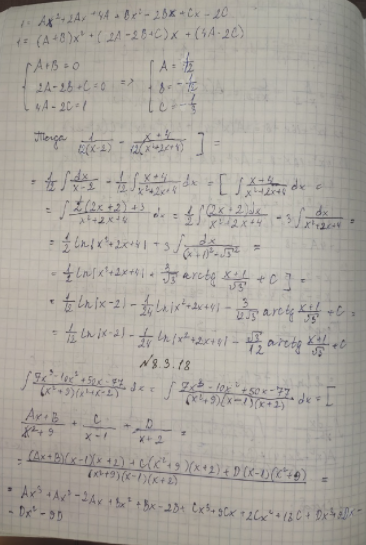 1 = Ax²+2Ax+4A+Bx²-2Bx+Cx-2C
1=(A+B)x²+(2A-2B+C)x+(4A-2C)
{A+B=0 {A=1/12
{2A-2B+C=0 => {B=-1/12
{4A-2C=1 {C=-1/3
Тогда 1/(12(x-2)) - (x+4)/(12(x²+2x+4)) ] =
= 1/12 ∫dx/(x-2) - 1/12 ∫(x+4)/(x²+2x+4) dx = [ ∫(x+4)/(x²+2x+4) dx =
= ∫(½(2x+2)+3)/(x²+2x+4) dx = 1/2 ∫(2x+2)dx/(x²+2x+4) + 3∫dx/(x²+2x+4) =
= 1/2 ln|x²+2x+4| + 3∫dx/((x+1)²+√3²) =
= 1/2 ln|x²+2x+4| + 3/√3 arctg (x+1)/√3 + C ] =
= 1/12 ln|x-2| - 1/24 ln|x²+2x+4| - 3/(12√3) arctg (x+1)/√3 + C =
= 1/12 ln|x-2| - 1/24 ln|x²+2x+4| - √3/12 arctg (x+1)/√3 + C
№8.3.18
∫(7x³-10x²+50x-77)/((x²+9)(x²+x-2)) dx = ∫(7x³-10x²+50x-77)/((x²+9)(x-1)(x+2)) dx = [
(Ax+B)/(x²+9) + C/(x-1) + D/(x+2) =
= ((Ax+B)(x-1)(x+2)+C(x²+9)(x+2)+D(x-1)(x²+9))/((x²+9)(x-1)(x+2)) =
= Ax³+Ax²-2Ax+Bx²+Bx-2B+Cx³+9Cx+2Cx²+18C+Dx³+9Dx-
-Dx²-9D